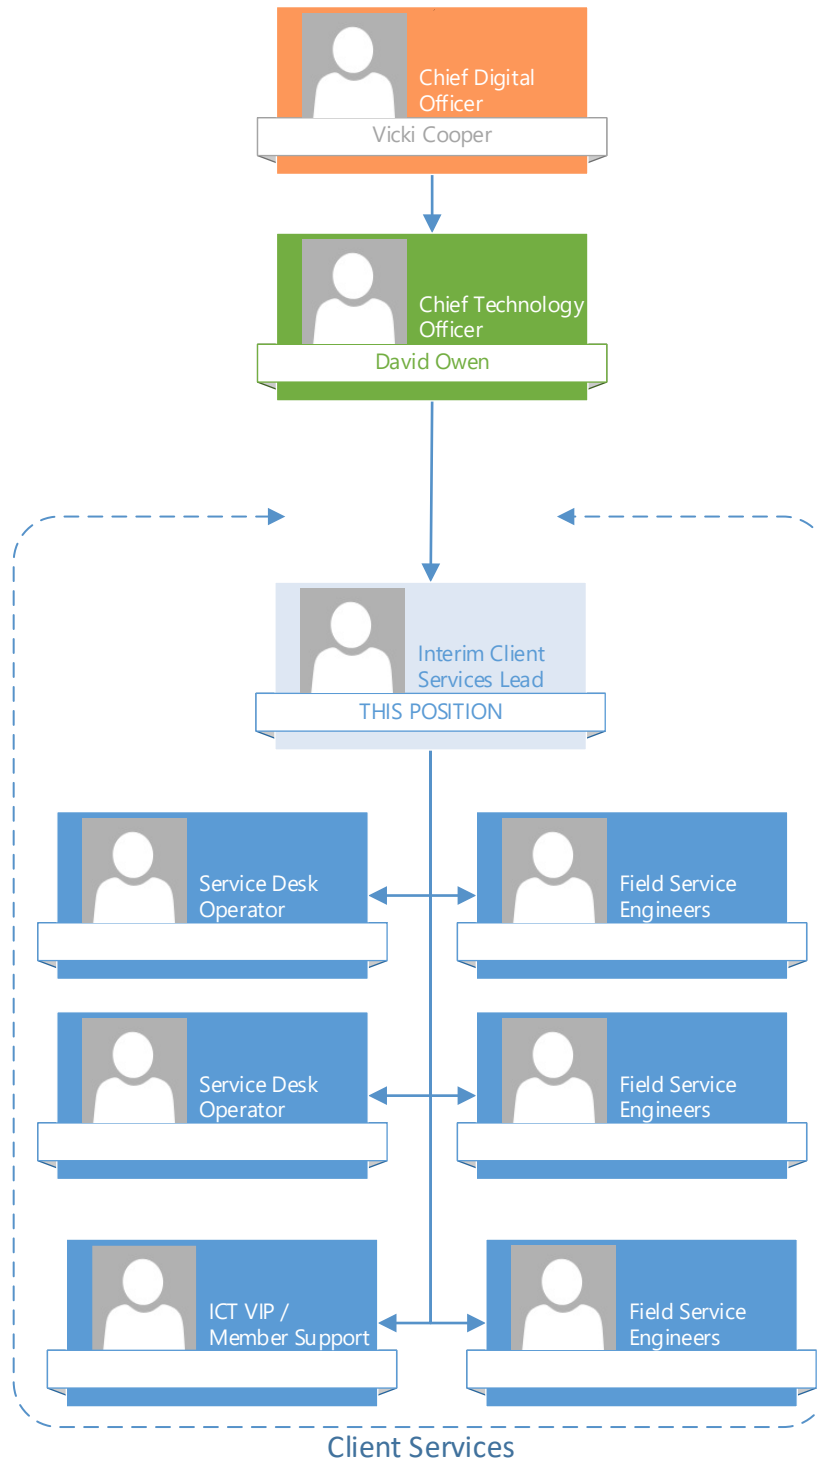 Chief Digital
Officer
Vicki Cooper
Chief Technology
Officer
David Owen
Interim Client
Services Lead
THIS POSITION
Service Desk
Operator
Field Service
Engineers
Service Desk
Operator
Field Service
Engineers
ICT VIP /
Member Support
Field Service
Engineers
Client Services